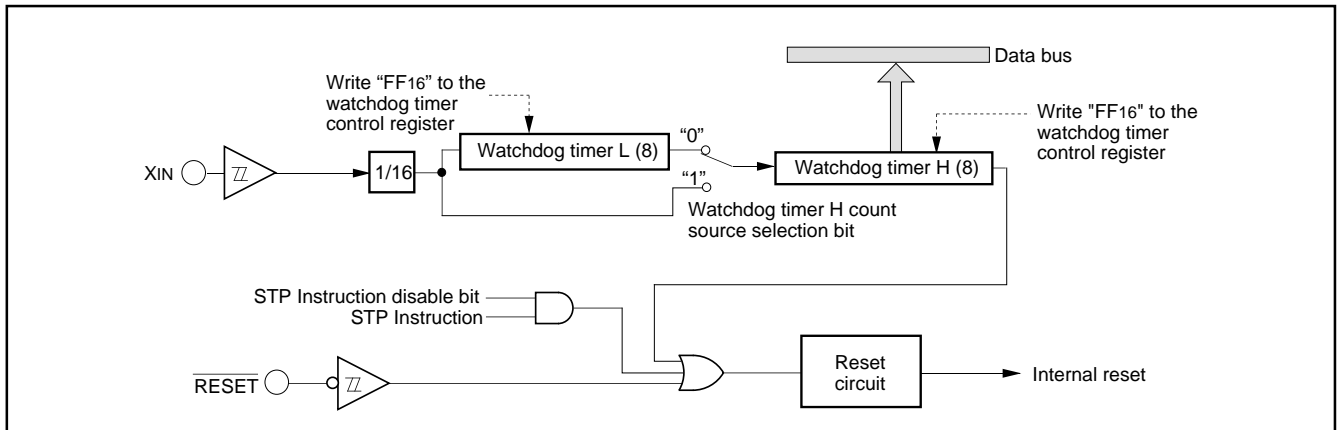 Data bus
Write “FF16” to the
watchdog timer
control register
Write "FF16" to the
watchdog timer
control register
XIN
1/16
Watchdog timer L (8)
“0”
“1”
Watchdog timer H (8)
Watchdog timer H count
source selection bit
STP Instruction disable bit
STP Instruction
RESET
Reset
circuit
Internal reset